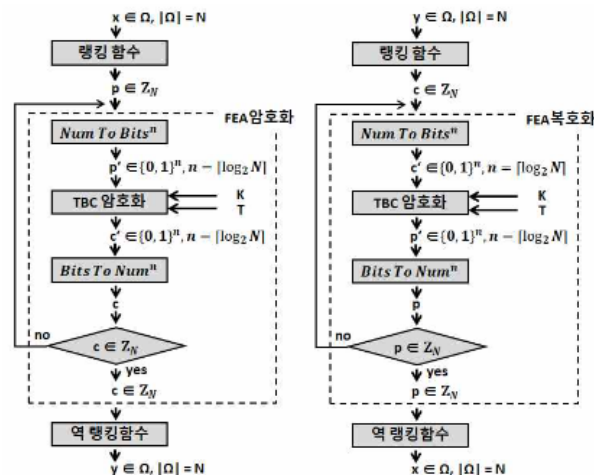 x ∈ Ω, |Ω| = N
랭킹 함수
p ∈ Z_N
FEA암호화
Num To Bits^n
p' ∈ {0, 1}^n, n − ⌈log₂ N⌉
TBC 암호화
K
T
c' ∈ {0, 1}^n, n − ⌈log₂ N⌉
Bits To Num^n
c
no
c ∈ Z_N
yes
c ∈ Z_N
역 랭킹함수
y ∈ Ω, |Ω| = N
y ∈ Ω, |Ω| = N
랭킹 함수
c ∈ Z_N
FEA복호화
Num To Bits^n
c' ∈ {0, 1}^n, n = ⌈log₂ N⌉
TBC 암호화
K
T
p' ∈ {0, 1}^n, n − ⌈log₂ N⌉
Bits To Num^n
p
no
p ∈ Z_N
yes
p ∈ Z_N
역 랭킹함수
x ∈ Ω, |Ω| = N